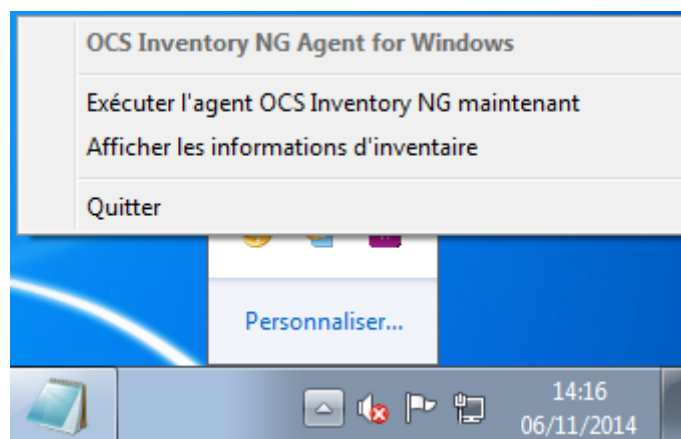 OCS Inventory NG Agent for Windows
Exécuter l'agent OCS Inventory NG maintenant
Afficher les informations d'inventaire
Quitter
Personnaliser...
14:16
06/11/2014